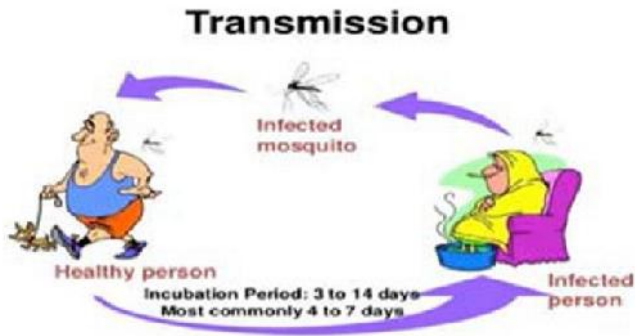 Transmission
Infected
mosquito
Healthy person
Incubation Period: 3 to 14 days
Most commonly 4 to 7 days
Infected
person